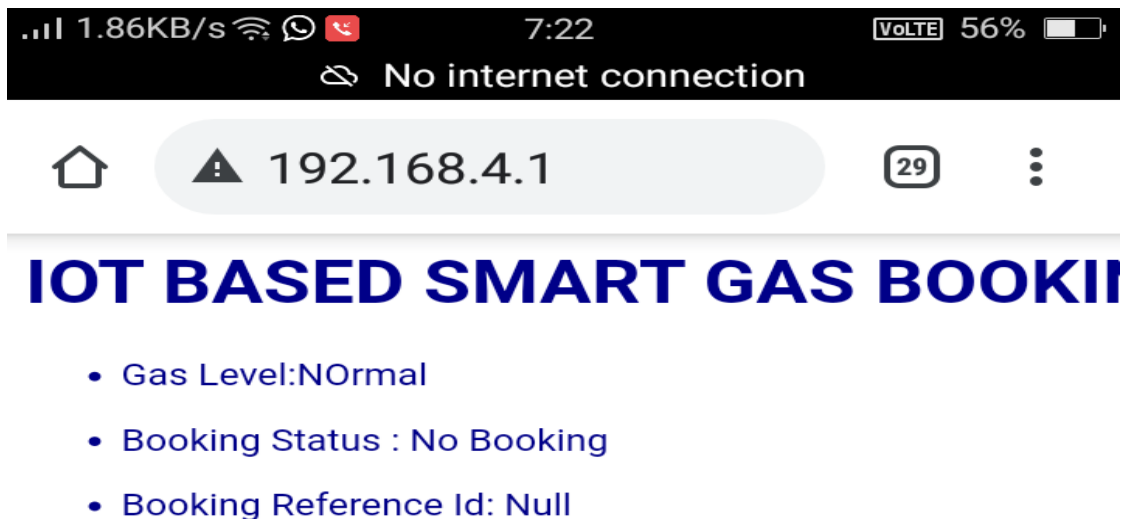 1.86KB/s 7:22 VoLTE 56%
No internet connection
192.168.4.1 29
IOT BASED SMART GAS BOOKI
• Gas Level:NOrmal
• Booking Status : No Booking
• Booking Reference Id: Null